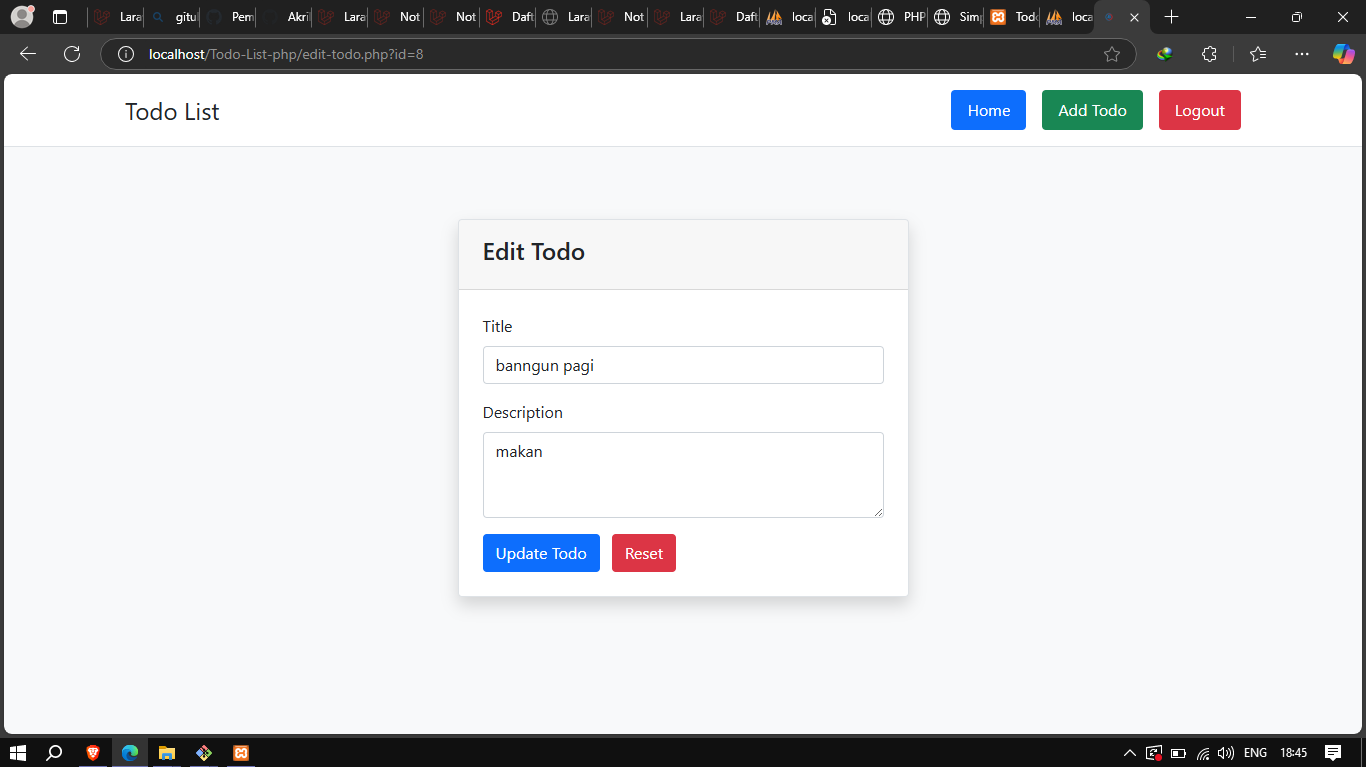 Lara
gitul
Pem
Akril
Lara
Not
Not
Daft
Lara
Not
Lara
Daft
loca
loca
PHP
Simp
Todo
loca
localhost/Todo-List-php/edit-todo.php?id=8
Todo List
Home
Add Todo
Logout
Edit Todo
Title
banngun pagi
Description
makan
Update Todo
Reset
ENG
18:45